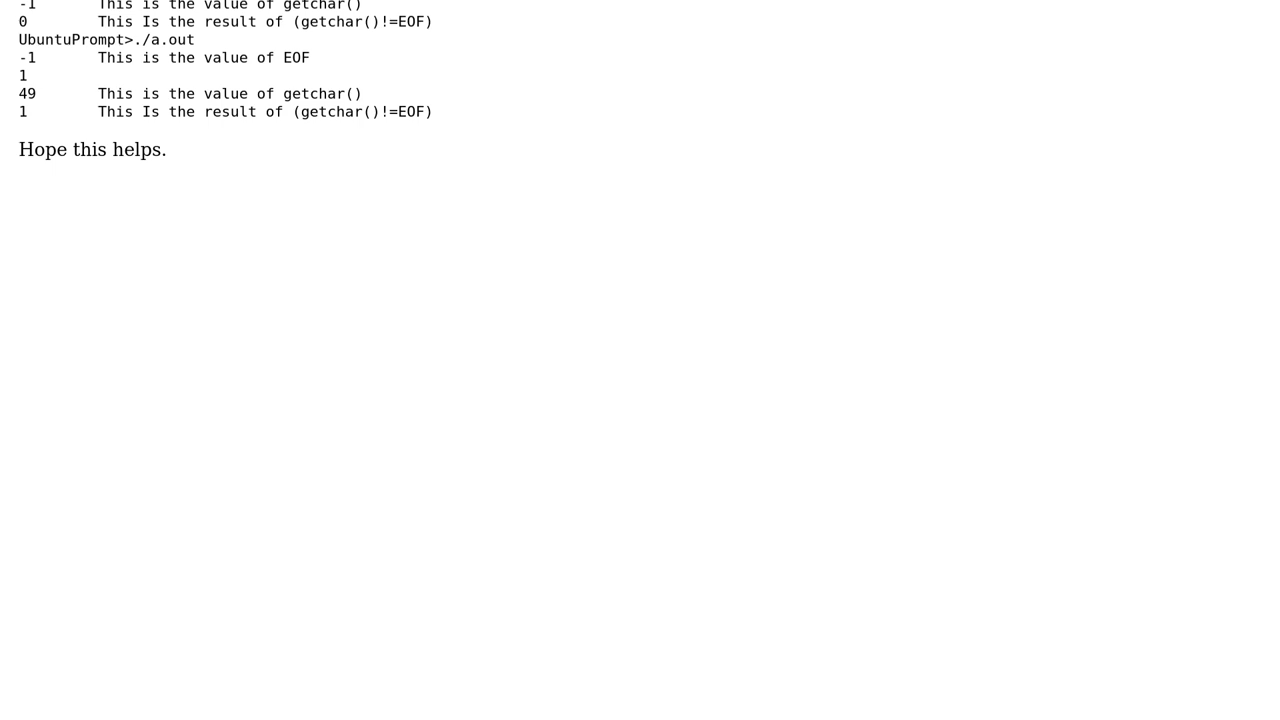 -1       This is the value of getchar()
0        This Is the result of (getchar()!=EOF)
UbuntuPrompt>./a.out
-1       This is the value of EOF
1
49       This is the value of getchar()
1        This Is the result of (getchar()!=EOF)
Hope this helps.